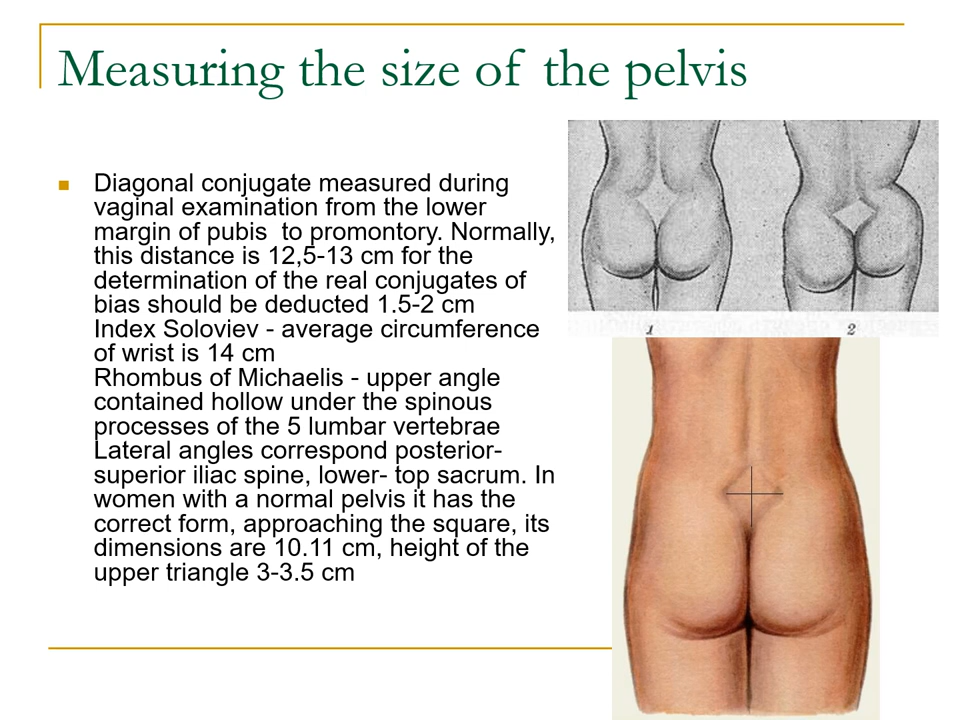 Measuring the size of the pelvis
Diagonal conjugate measured during
vaginal examination from the lower
margin of pubis  to promontory. Normally,
this distance is 12,5-13 cm for the
determination of the real conjugates of
bias should be deducted 1.5-2 cm
Index Soloviev - average circumference
of wrist is 14 cm
Rhombus of Michaelis - upper angle
contained hollow under the spinous
processes of the 5 lumbar vertebrae
Lateral angles correspond posterior-
superior iliac spine, lower- top sacrum. In
women with a normal pelvis it has the
correct form, approaching the square, its
dimensions are 10.11 cm, height of the
upper triangle 3-3.5 cm
1 2